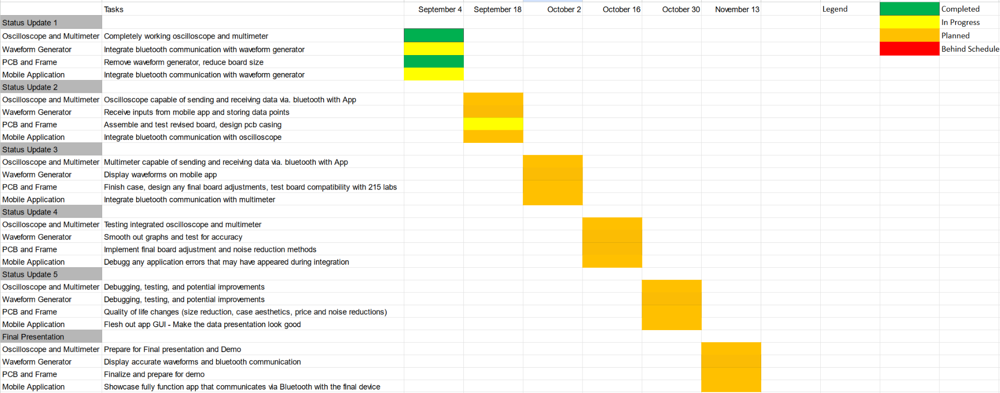 Tasks September 4 September 18 October 2 October 16 October 30 November 13 Legend Completed
Status Update 1 In Progress
Oscilloscope and Multimeter Completely working oscilloscope and multimeter Planned
Waveform Generator Integrate bluetooth communication with waveform generator Behind Schedule
PCB and Frame Remove waveform generator, reduce board size
Mobile Application Integrate bluetooth communication with waveform generator
Status Update 2
Oscilloscope and Multimeter Oscilloscope capable of sending and receiving data via. bluetooth with App
Waveform Generator Receive inputs from mobile app and storing data points
PCB and Frame Assemble and test revised board, design pcb casing
Mobile Application Integrate bluetooth communication with oscilloscope
Status Update 3
Oscilloscope and Multimeter Multimeter capable of sending and receiving data via. bluetooth with App
Waveform Generator Display waveforms on mobile app
PCB and Frame Finish case, design any final board adjustments, test board compatibility with 215 labs
Mobile Application Integrate bluetooth communication with multimeter
Status Update 4
Oscilloscope and Multimeter Testing integrated oscilloscope and multimeter
Waveform Generator Smooth out graphs and test for accuracy
PCB and Frame Implement final board adjustment and noise reduction methods
Mobile Application Debugg any application errors that may have appeared during integration
Status Update 5
Oscilloscope and Multimeter Debugging, testing, and potential improvements
Waveform Generator Debugging, testing, and potential improvements
PCB and Frame Quality of life changes (size reduction, case aesthetics, price and noise reductions)
Mobile Application Flesh out app GUI - Make the data presentation look good
Final Presentation
Oscilloscope and Multimeter Prepare for Final presentation and Demo
Waveform Generator Display accurate waveforms and bluetooth communication
PCB and Frame Finalize and prepare for demo
Mobile Application Showcase fully function app that communicates via Bluetooth with the final device